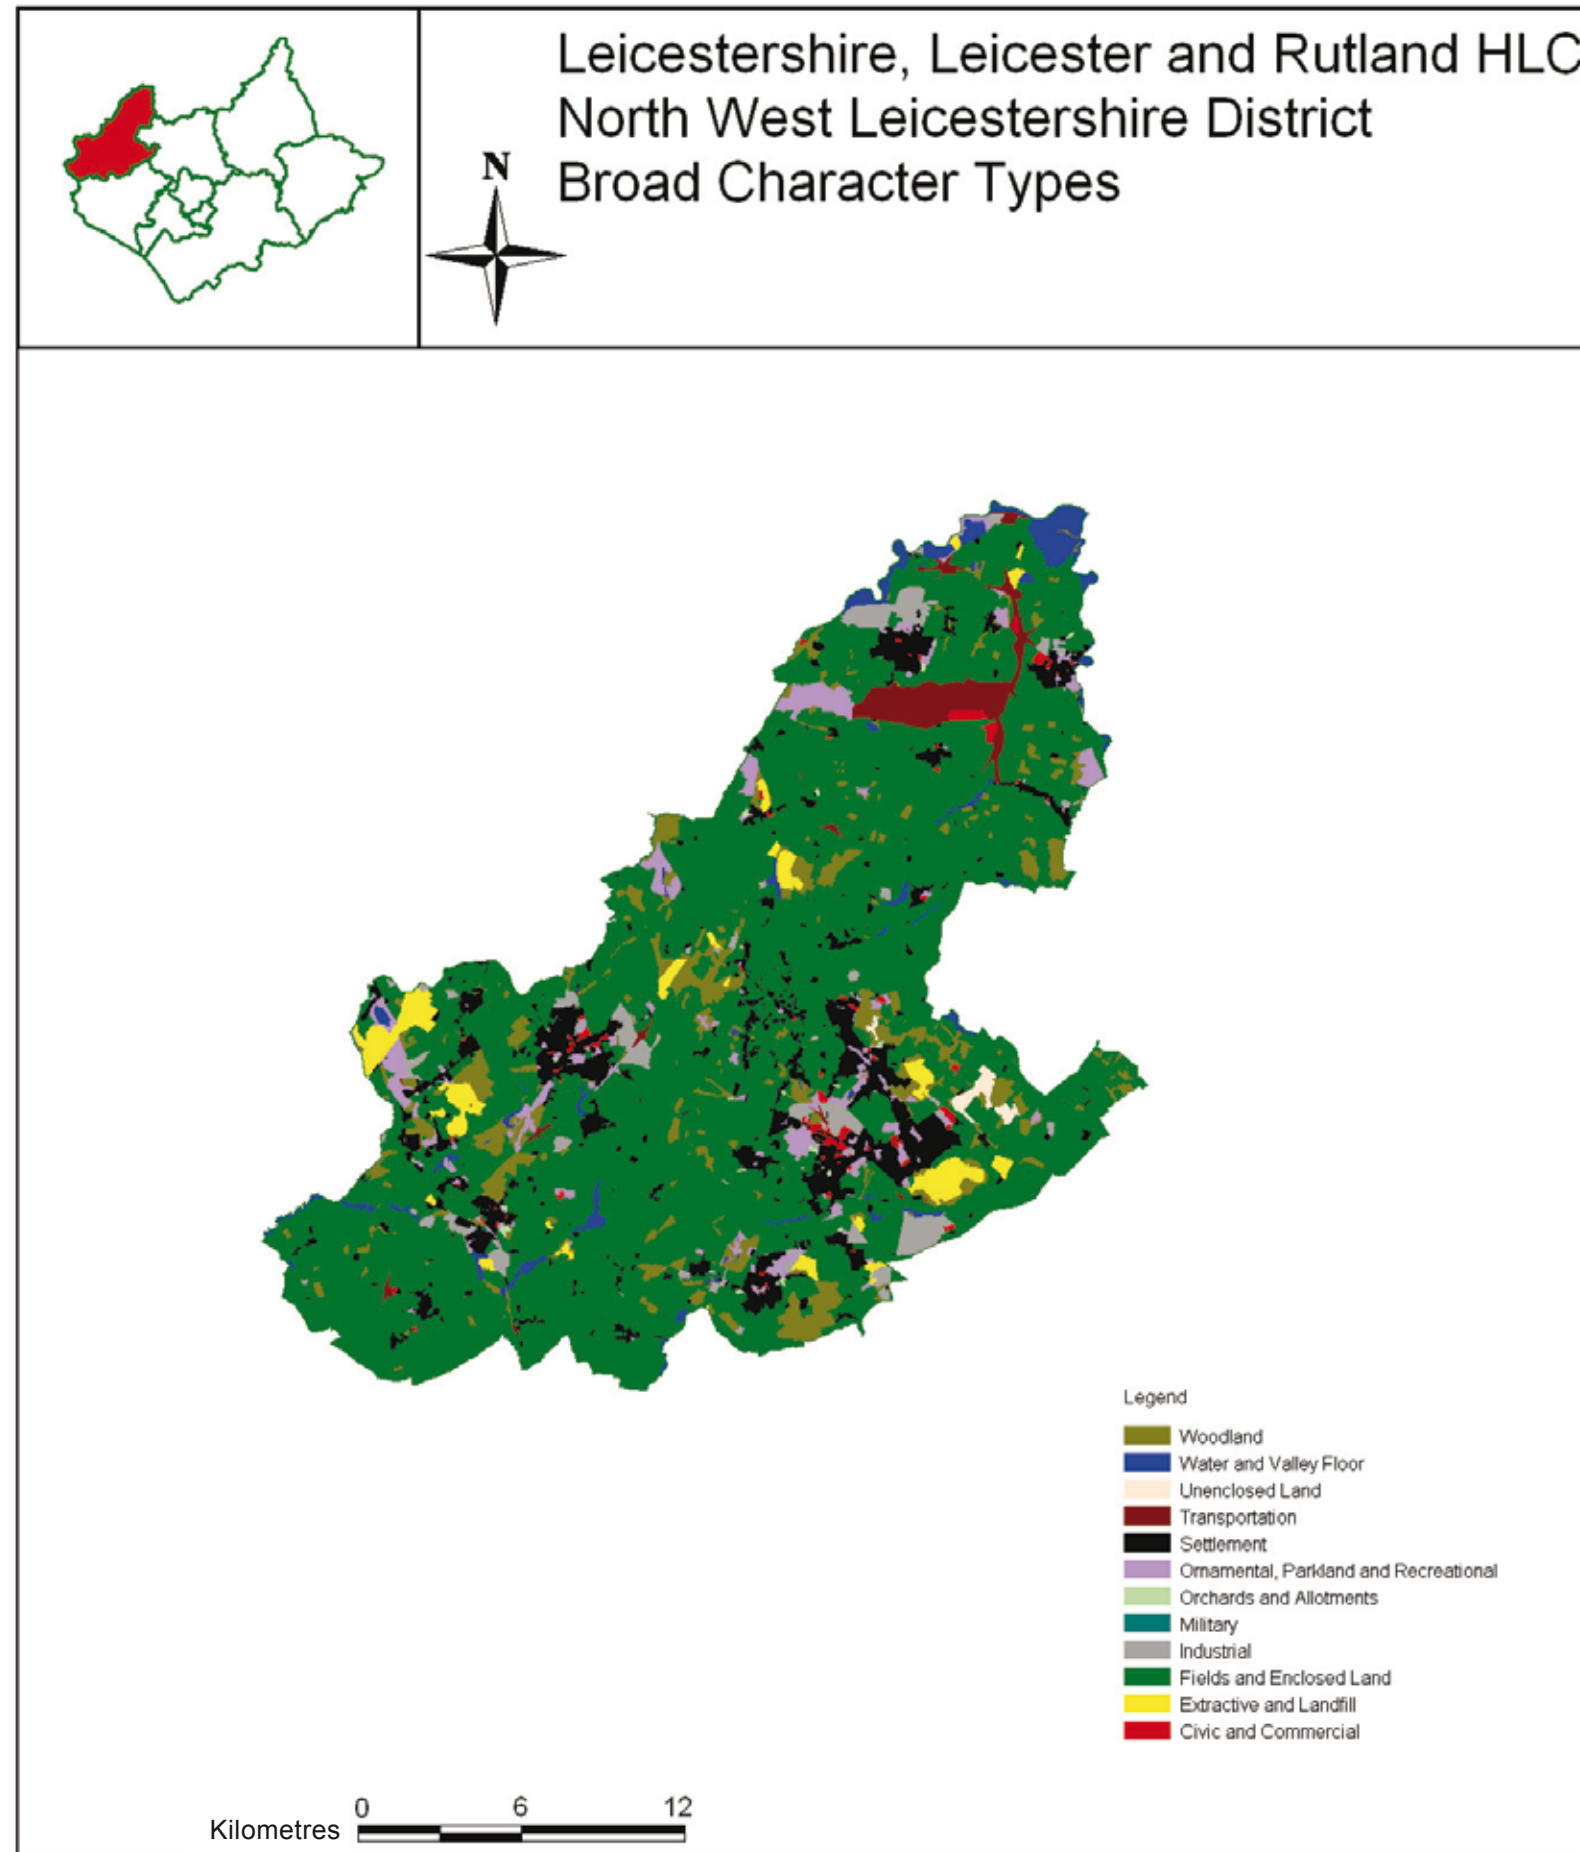 Leicestershire, Leicester and Rutland HLC
North West Leicestershire District
Broad Character Types
N
Legend
Woodland
Water and Valley Floor
Unenclosed Land
Transportation
Settlement
Ornamental, Parkland and Recreational
Orchards and Allotments
Military
Industrial
Fields and Enclosed Land
Extractive and Landfill
Civic and Commercial
0 6 12
Kilometres